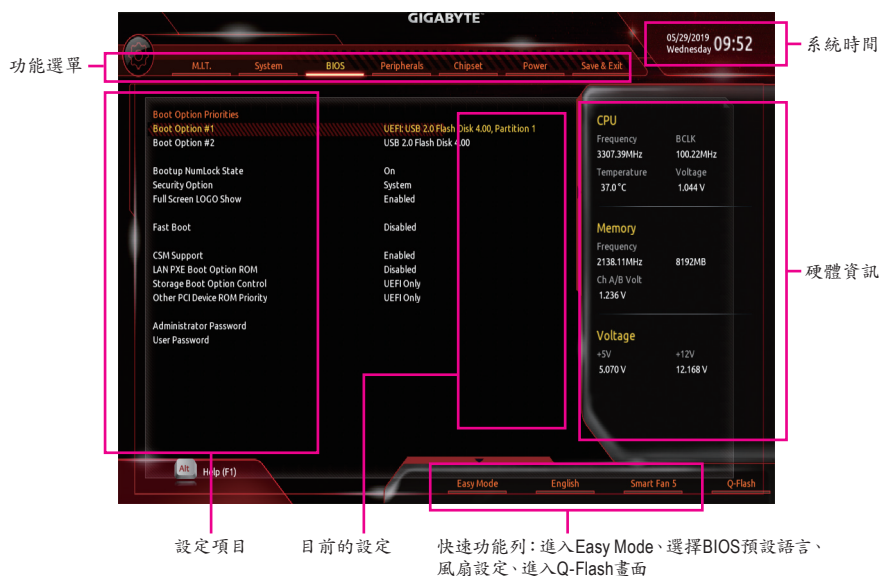 GIGABYTE™
05/29/2019
Wednesday
09:52
系統時間
功能選單
M.I.T. System BIOS Peripherals Chipset Power Save & Exit
Boot Option Priorities
Boot Option #1 UEFI: USB 2.0 Flash Disk 4.00, Partition 1
Boot Option #2 USB 2.0 Flash Disk 4.00
Bootup NumLock State On
Security Option System
Full Screen LOGO Show Enabled
Fast Boot Disabled
CSM Support Enabled
LAN PXE Boot Option ROM Disabled
Storage Boot Option Control UEFI Only
Other PCI Device ROM Priority UEFI Only
Administrator Password
User Password
CPU
Frequency BCLK
3307.39MHz 100.22MHz
Temperature Voltage
37.0 °C 1.044 V
Memory
Frequency
2138.11MHz 8192MB
Ch A/B Volt
1.236 V
Voltage
+5V +12V
5.070 V 12.168 V
硬體資訊
Alt Help (F1)
Easy Mode English Smart Fan 5 Q-Flash
設定項目
目前的設定
快速功能列：進入Easy Mode、選擇BIOS預設語言、
風扇設定、進入Q-Flash畫面